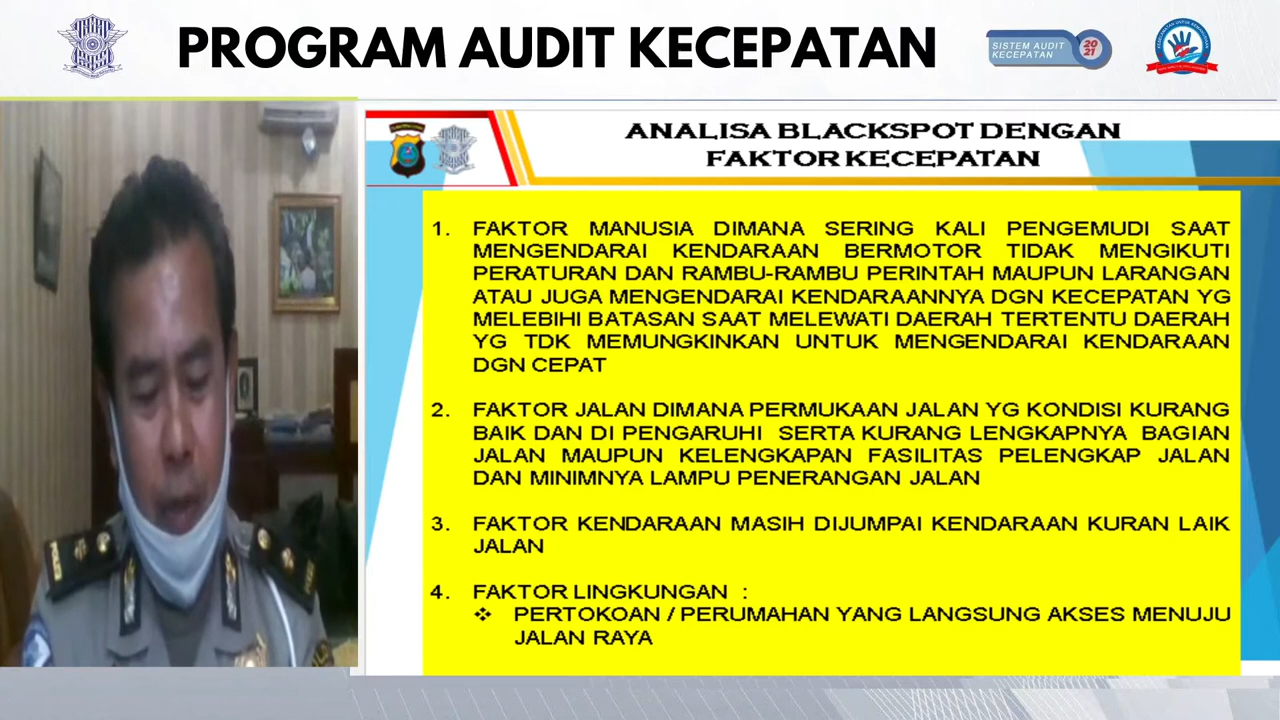 PROGRAM AUDIT KECEPATAN
SISTEM AUDIT
KECEPATAN
20
21
ANALISA BLACKSPOT DENGAN
FAKTOR KECEPATAN
1. FAKTOR MANUSIA DIMANA SERING KALI PENGEMUDI SAAT
MENGENDARAI KENDARAAN BERMOTOR TIDAK MENGIKUTI
PERATURAN DAN RAMBU-RAMBU PERINTAH MAUPUN LARANGAN
ATAU JUGA MENGENDARAI KENDARAANNYA DGN KECEPATAN YG
MELEBIHI BATASAN SAAT MELEWATI DAERAH TERTENTU DAERAH
YG TDK MEMUNGKINKAN UNTUK MENGENDARAI KENDARAAN
DGN CEPAT
2. FAKTOR JALAN DIMANA PERMUKAAN JALAN YG KONDISI KURANG
BAIK DAN DI PENGARUHI SERTA KURANG LENGKAPNYA BAGIAN
JALAN MAUPUN KELENGKAPAN FASILITAS PELENGKAP JALAN
DAN MINIMNYA LAMPU PENERANGAN JALAN
3. FAKTOR KENDARAAN MASIH DIJUMPAI KENDARAAN KURAN LAIK
JALAN
4. FAKTOR LINGKUNGAN :
❖ PERTOKOAN / PERUMAHAN YANG LANGSUNG AKSES MENUJU
JALAN RAYA